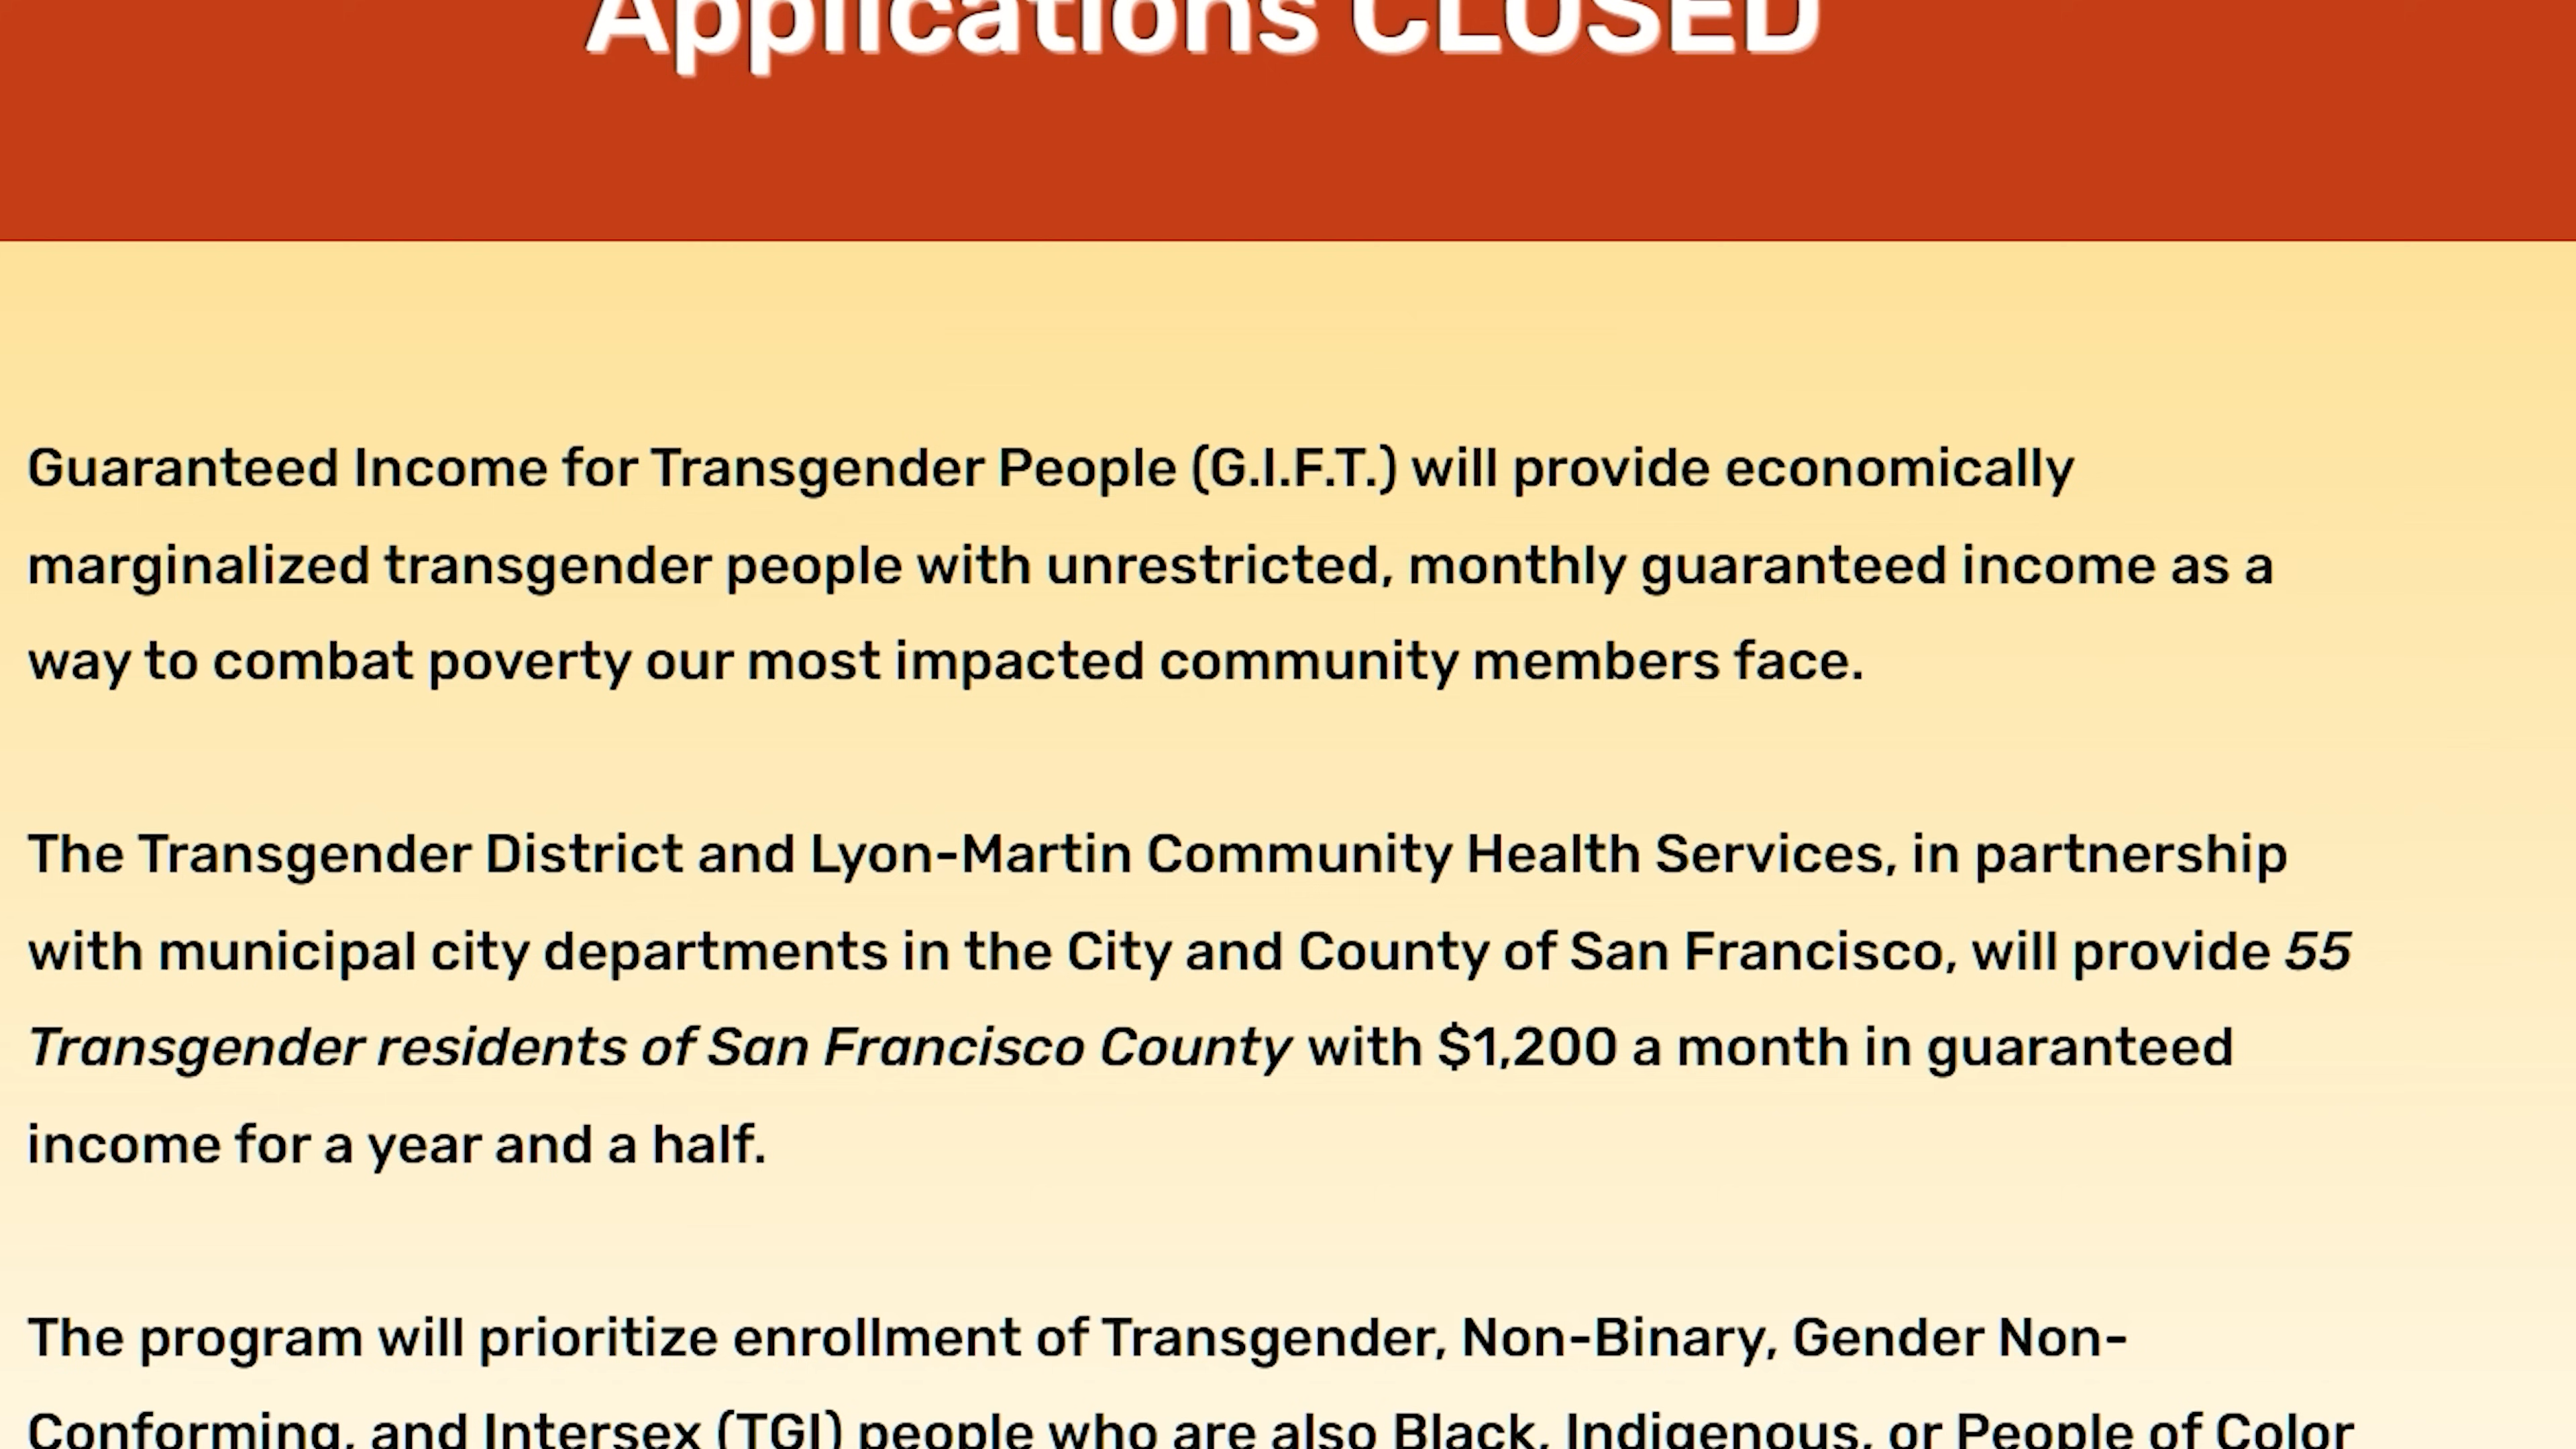 Applications CLOSED
Guaranteed Income for Transgender People (G.I.F.T.) will provide economically
marginalized transgender people with unrestricted, monthly guaranteed income as a
way to combat poverty our most impacted community members face.
The Transgender District and Lyon-Martin Community Health Services, in partnership
with municipal city departments in the City and County of San Francisco, will provide 55
Transgender residents of San Francisco County with $1,200 a month in guaranteed
income for a year and a half.
The program will prioritize enrollment of Transgender, Non-Binary, Gender Non-
Conforming, and Intersex (TGI) people who are also Black, Indigenous, or People of Color